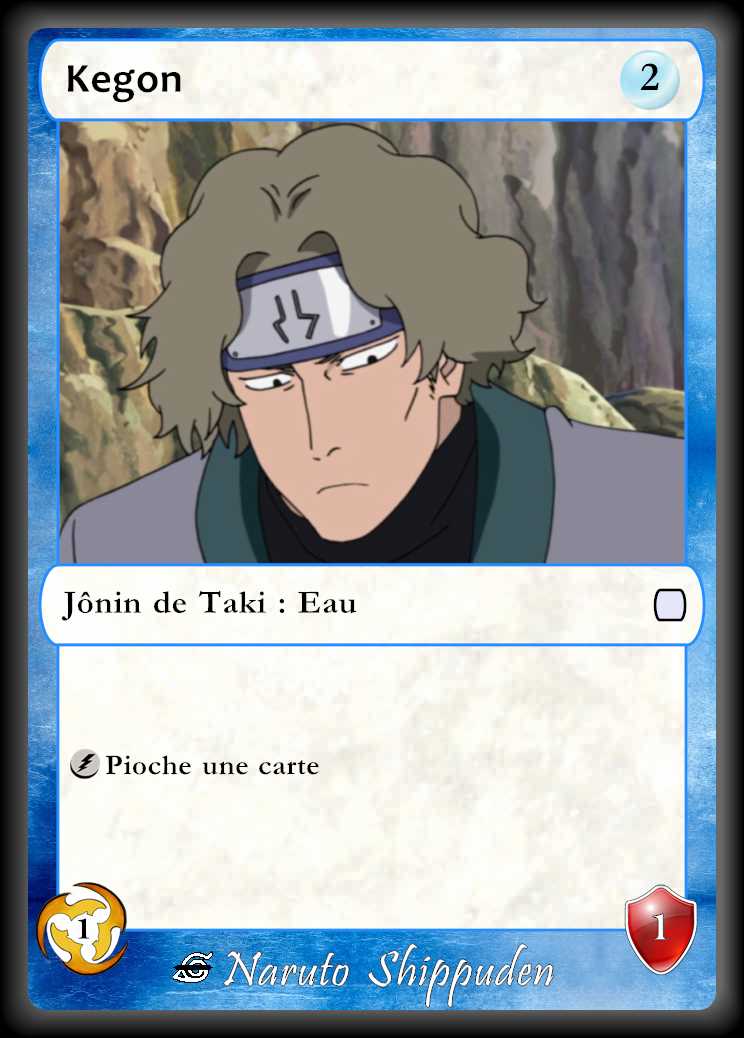 Kegon
2
Jônin de Taki : Eau
Pioche une carte
1
1
Naruto Shippuden